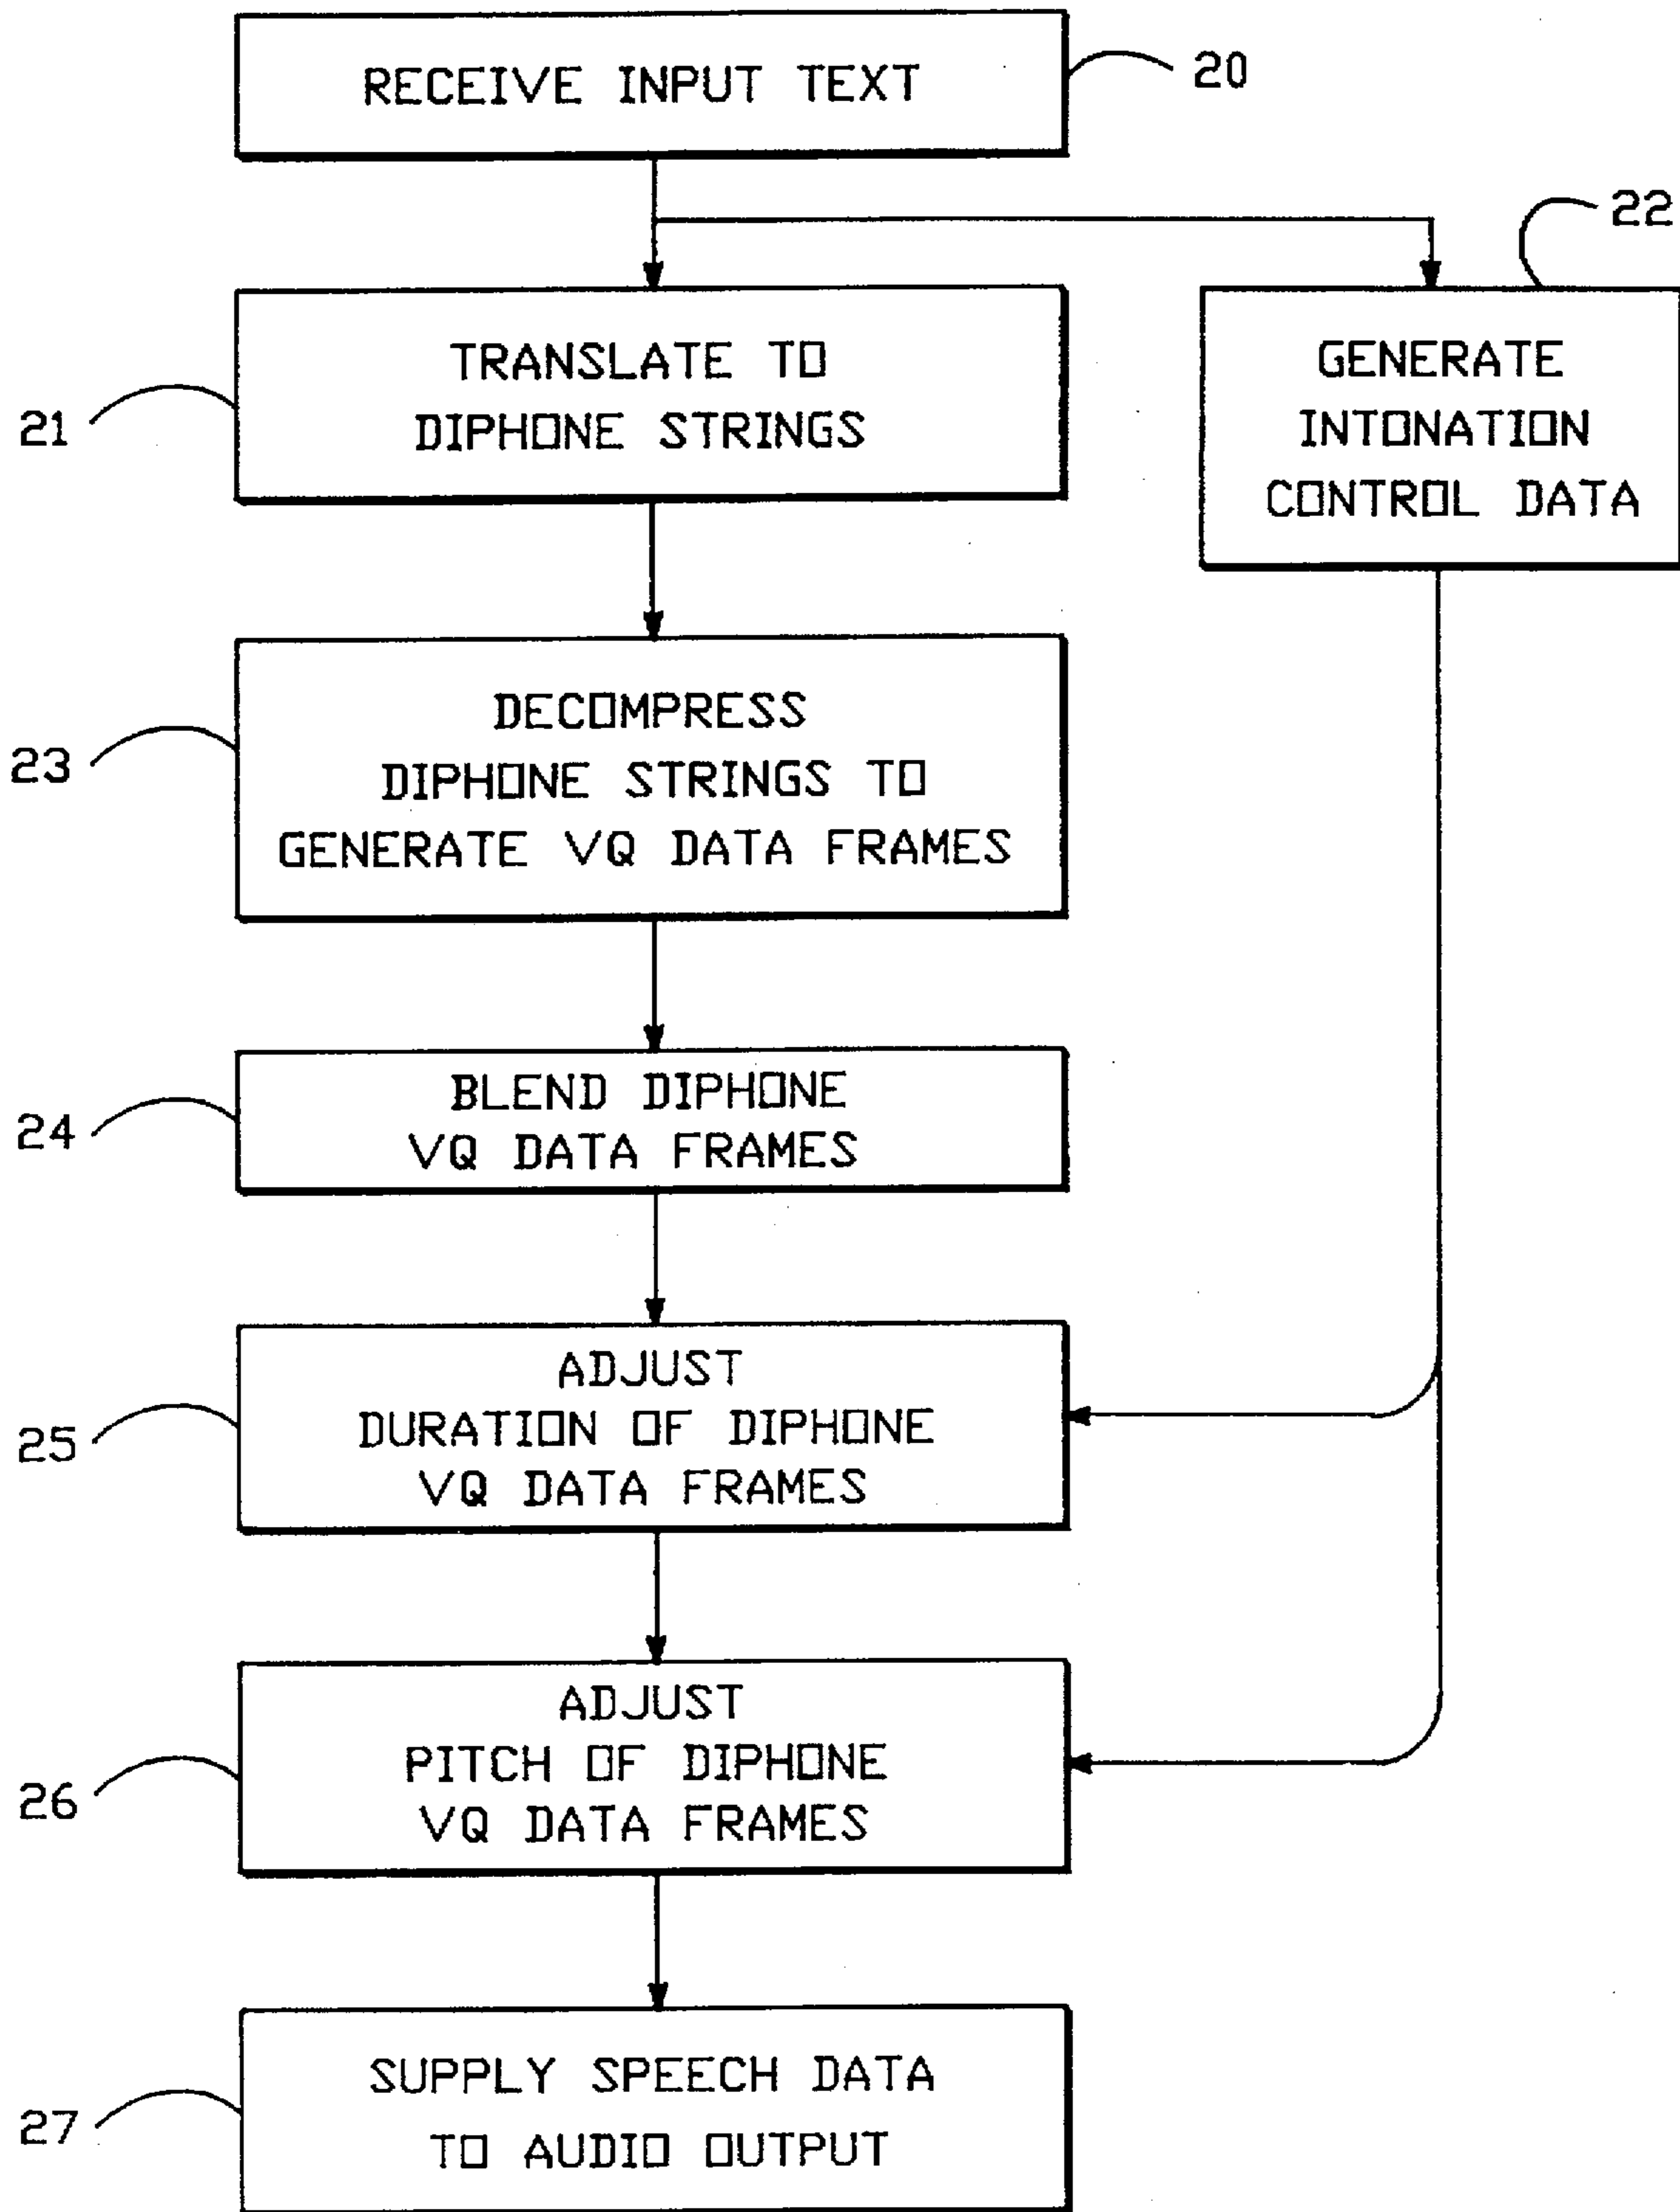 RECEIVE INPUT TEXT
20
22
TRANSLATE TO
DIPHONE STRINGS
21
GENERATE
INTONATION
CONTROL DATA
DECOMPRESS
DIPHONE STRINGS TO
GENERATE VQ DATA FRAMES
23
BLEND DIPHONE
VQ DATA FRAMES
24
ADJUST
DURATION OF DIPHONE
VQ DATA FRAMES
25
ADJUST
PITCH OF DIPHONE
VQ DATA FRAMES
26
SUPPLY SPEECH DATA
TO AUDIO OUTPUT
27